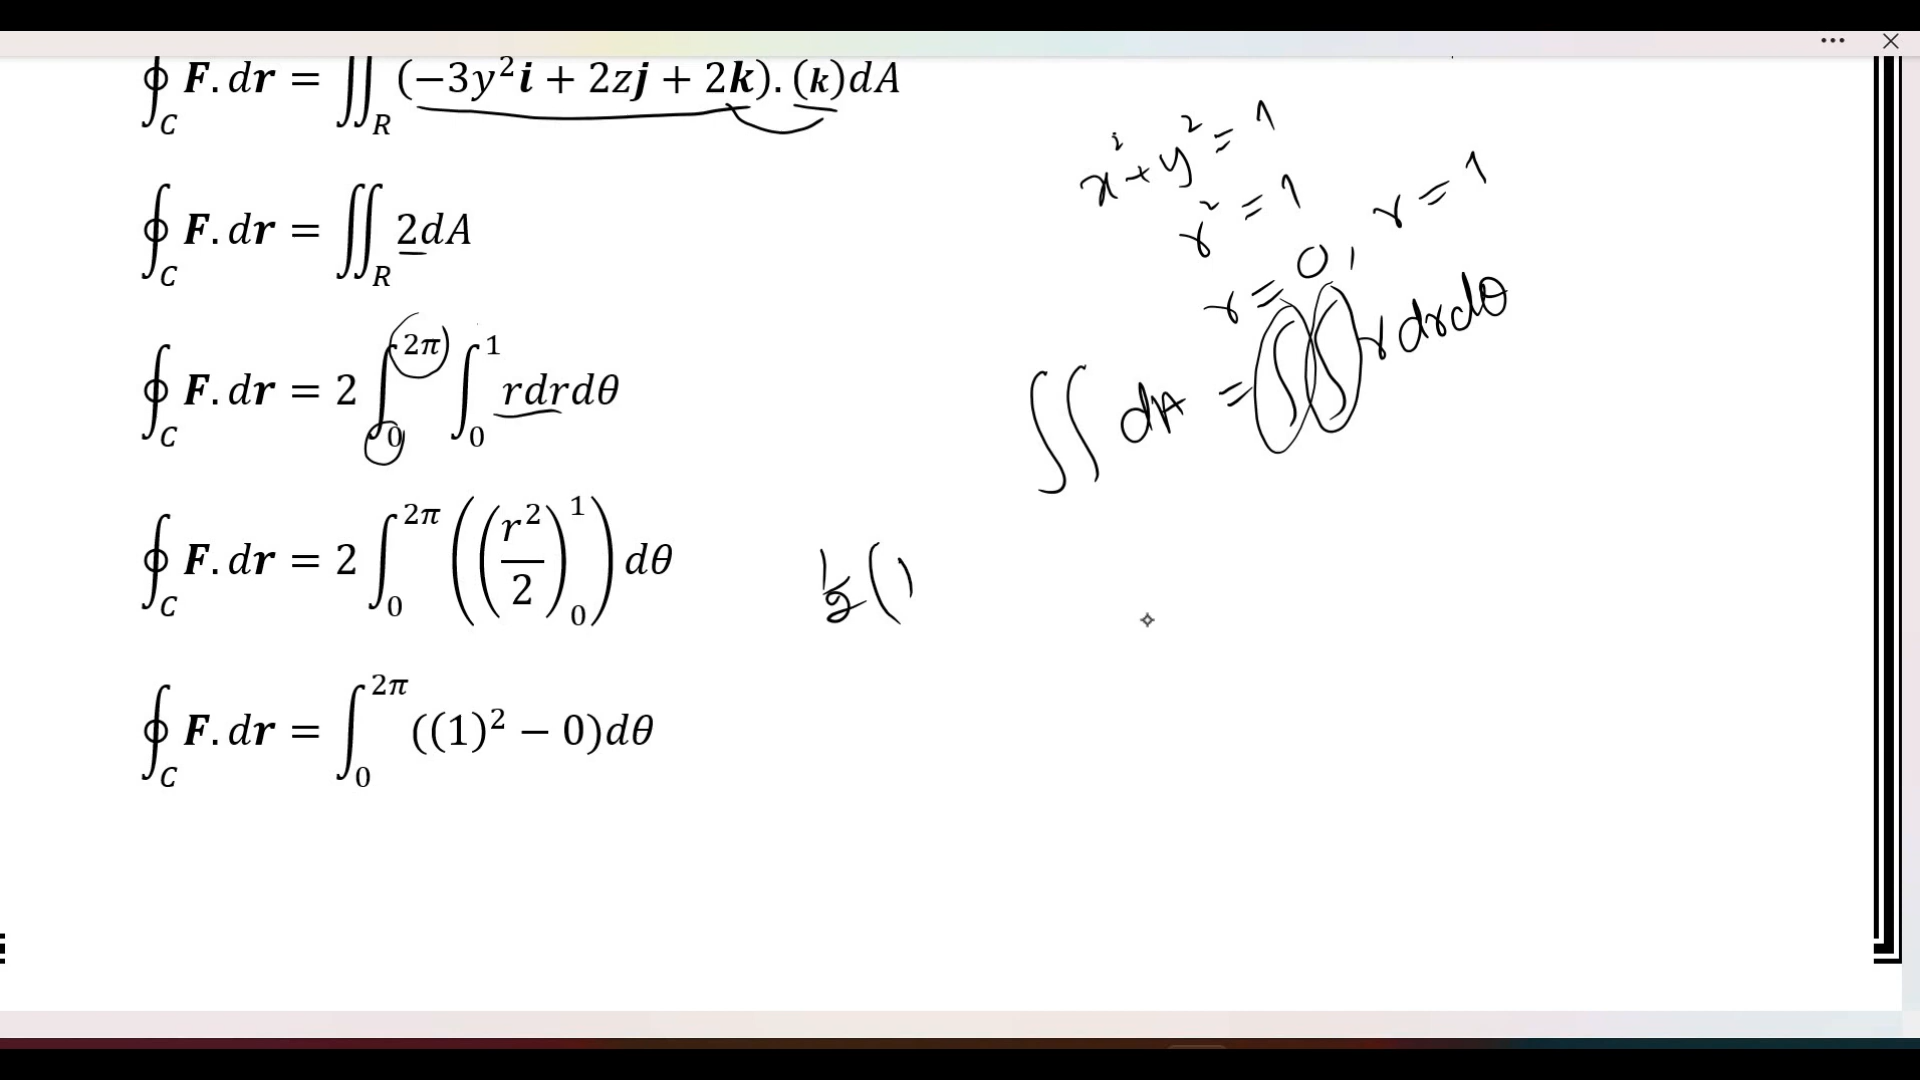 ∮_C F.dr = ∬_R (−3y²i + 2zj + 2k).(k)dA
∮_C F.dr = ∬_R 2dA
∮_C F.dr = 2 ∫_0^{2π} ∫_0^1 rdrdθ
∮_C F.dr = 2 ∫_0^{2π} ((r²/2)_0^1) dθ
∮_C F.dr = ∫_0^{2π} ((1)² − 0)dθ
x²+y²=1
r²=1
r=0, r=1
∬ dA = ∬ r dr dθ
1/2 (1